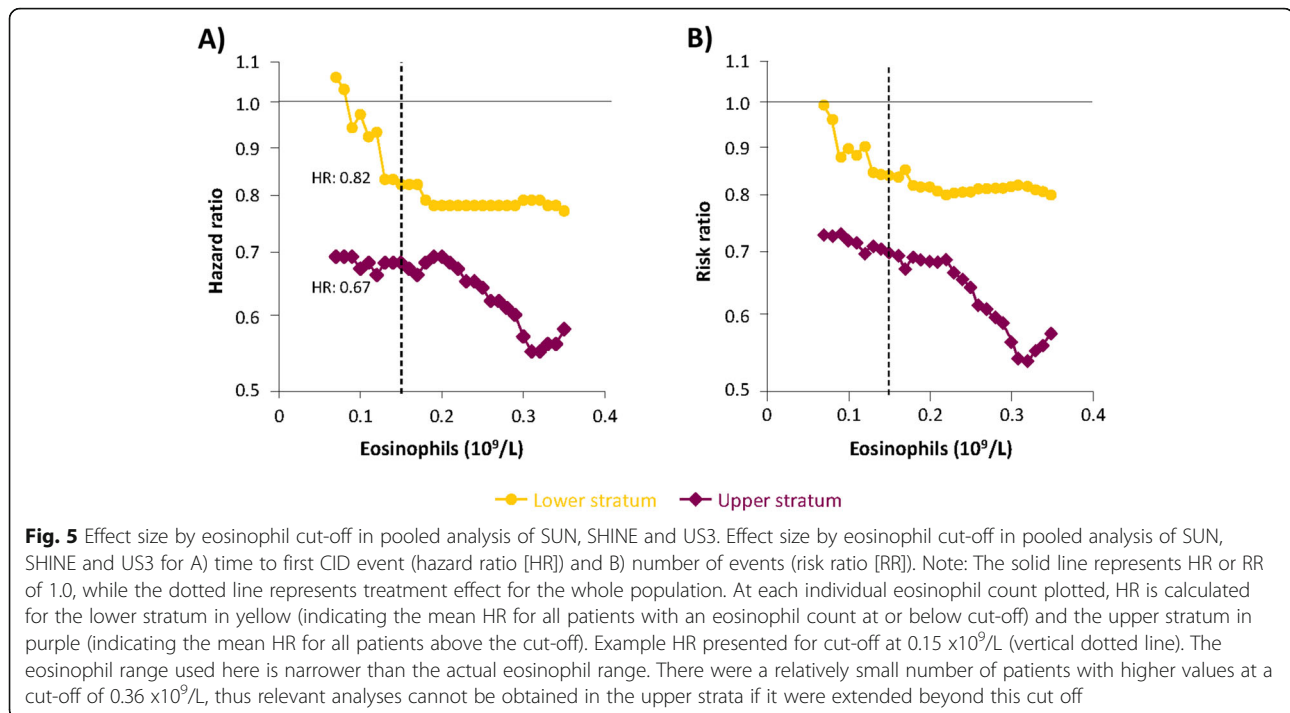 A)
B)
1.1
1.0
0.9
0.8
0.7
0.6
0.5
Hazard ratio
HR: 0.82
HR: 0.67
0
0.1
0.2
0.3
0.4
Eosinophils (10⁹/L)
1.1
1.0
0.9
0.8
0.7
0.6
0.5
Risk ratio
0
0.1
0.2
0.3
0.4
Eosinophils (10⁹/L)
Lower stratum
Upper stratum
Fig. 5 Effect size by eosinophil cut-off in pooled analysis of SUN, SHINE and US3. Effect size by eosinophil cut-off in pooled analysis of SUN,
SHINE and US3 for A) time to first CID event (hazard ratio [HR]) and B) number of events (risk ratio [RR]). Note: The solid line represents HR or RR
of 1.0, while the dotted line represents treatment effect for the whole population. At each individual eosinophil count plotted, HR is calculated
for the lower stratum in yellow (indicating the mean HR for all patients with an eosinophil count at or below cut-off) and the upper stratum in
purple (indicating the mean HR for all patients above the cut-off). Example HR presented for cut-off at 0.15 x10⁹/L (vertical dotted line). The
eosinophil range used here is narrower than the actual eosinophil range. There were a relatively small number of patients with higher values at a
cut-off of 0.36 x10⁹/L, thus relevant analyses cannot be obtained in the upper strata if it were extended beyond this cut off